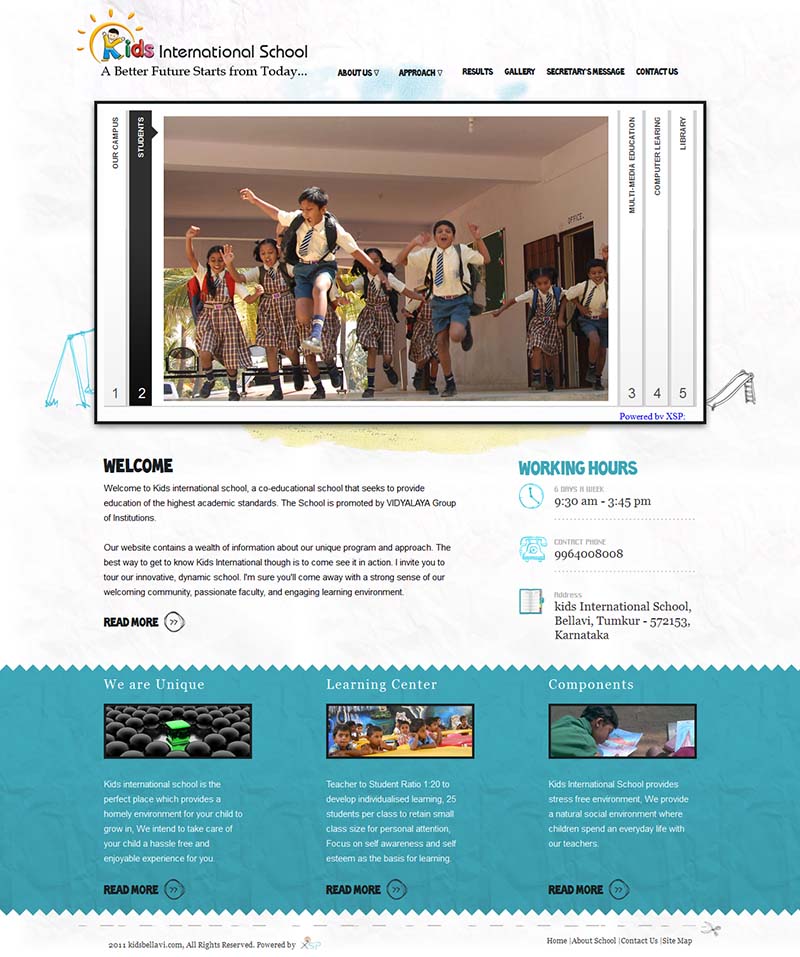 Kids International School
A Better Future Starts from Today...
ABOUT US ▽ APPROACH ▽ RESULTS GALLERY SECRETARY'S MESSAGE CONTACT US
OUR CAMPUS
1
STUDENTS
2
OFFICE.
MULTI-MEDIA EDUCATION
3
COMPUTER LEARING
4
LIBRARY
5
Powered by XSP:
WELCOME
Welcome to Kids international school, a co-educational school that seeks to provide
education of the highest academic standards. The School is promoted by VIDYALAYA Group
of Institutions.
Our website contains a wealth of information about our unique program and approach. The
best way to get to know Kids International though is to come see it in action. I invite you to
tour our innovative, dynamic school. I'm sure you'll come away with a strong sense of our
welcoming community, passionate faculty, and engaging learning environment.
READ MORE >>
WORKING HOURS
6 DAYS A WEEK
9:30 am - 3:45 pm
CONTACT PHONE
9964008008
Address
kids International School,
Bellavi, Tumkur - 572153,
Karnataka
We are Unique
Kids international school is the
perfect place which provides a
homely environment for your child to
grow in, We intend to take care of
your child a hassle free and
enjoyable experience for you.
READ MORE >>
Learning Center
Teacher to Student Ratio 1:20 to
develop individualised learning, 25
students per class to retain small
class size for personal attention,
Focus on self awareness and self
esteem as the basis for learning.
READ MORE >>
Components
Kids International School provides
stress free environment, We provide
a natural social environment where
children spend an everyday life with
our teachers.
READ MORE >>
2011 kidsbellavi.com, All Rights Reserved. Powered by XSP
Home |About School |Contact Us |Site Map